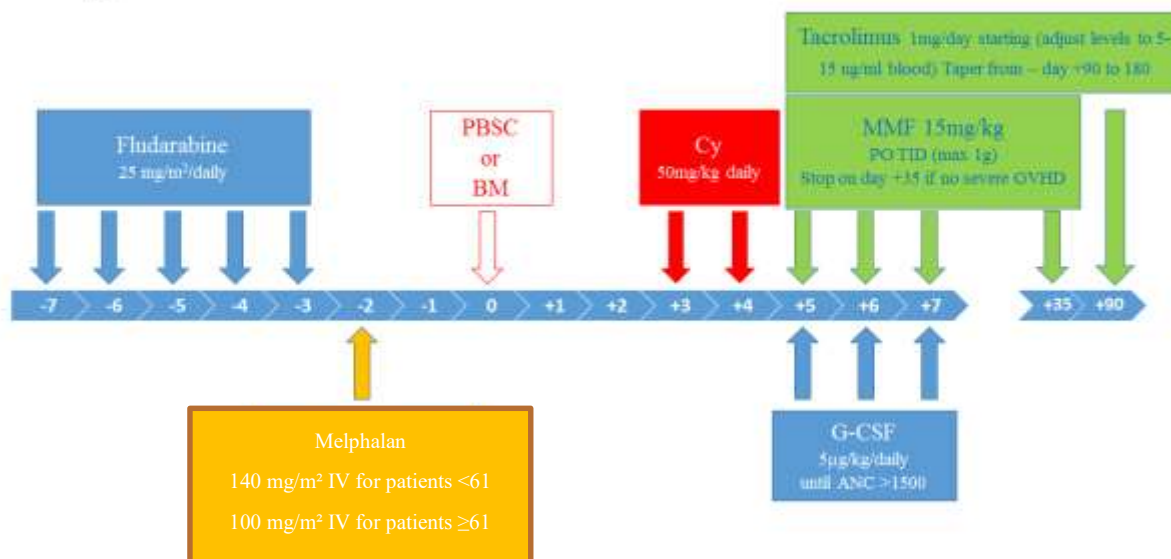 Tacrolimus 1mg/day starting (adjust levels to 5-
15 ng/ml blood) Taper from – day +90 to 180
Fludarabine
25 mg/m²/daily
PBSC
or
BM
Cy
50mg/kg daily
MMF 15mg/kg
PO TID (max 1g)
Stop on day +35 if no severe GVHD
-7 -6 -5 -4 -3 -2 -1 0 +1 +2 +3 +4 +5 +6 +7 +35 +90
Melphalan
140 mg/m² IV for patients <61
100 mg/m² IV for patients ≥61
G-CSF
5µg/kg/daily
until ANC >1500